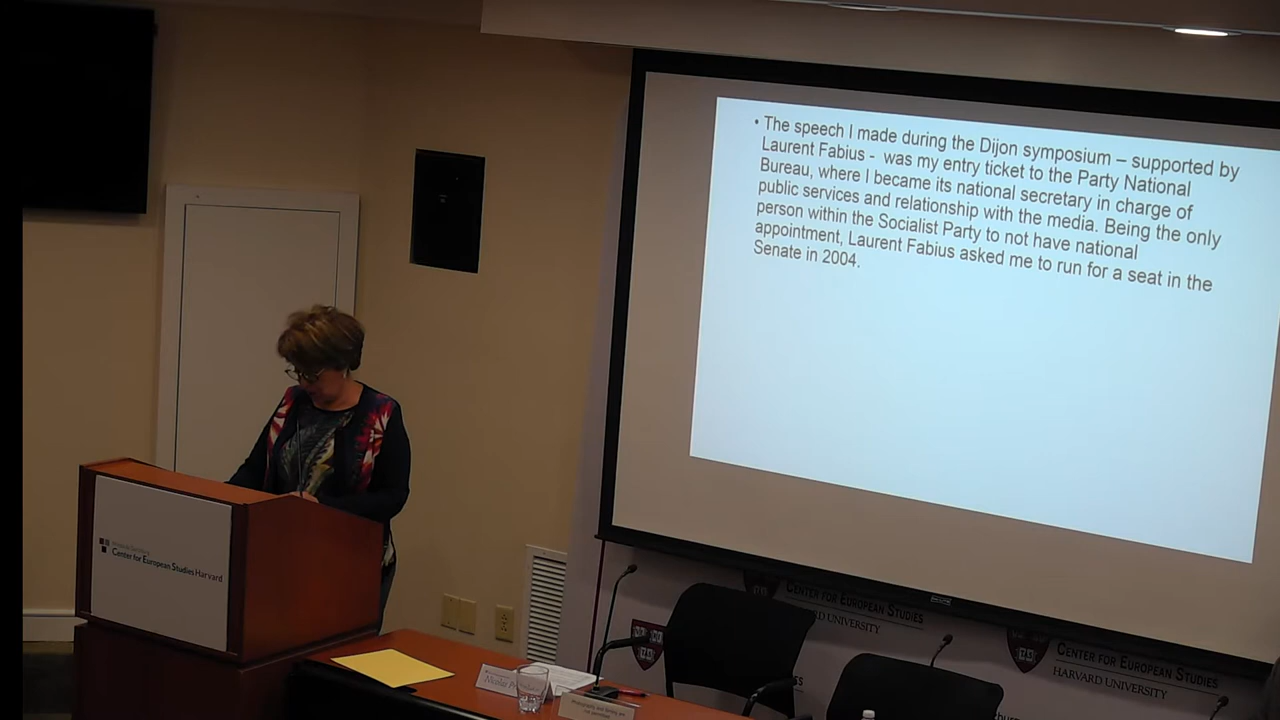 • The speech I made during the Dijon symposium – supported by
Laurent Fabius - was my entry ticket to the Party National
Bureau, where I became its national secretary in charge of
public services and relationship with the media. Being the only
person within the Socialist Party to not have national
appointment, Laurent Fabius asked me to run for a seat in the
Senate in 2004.
Center for European Studies Harvard
CENTER FOR EUROPEAN STUDIES
UNIVERSITY
CENTER FOR EUROPEAN STUDIES
HARVARD UNIVERSITY
Nicolas